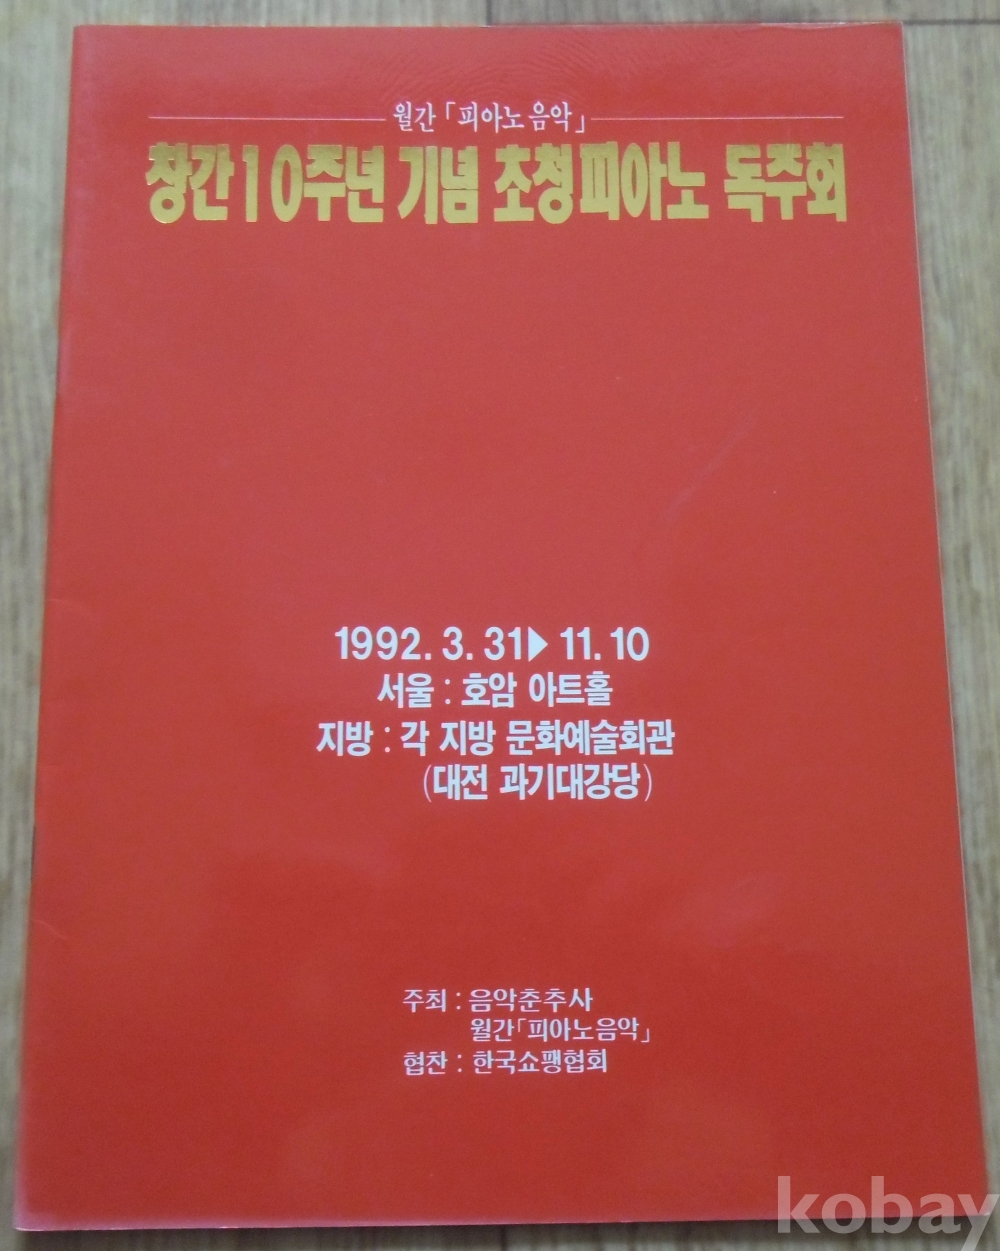 월간 「피아노 음악」
창간10주년 기념 초청 피아노 독주회
1992. 3. 31▶ 11. 10
서울 : 호암 아트홀
지방 : 각 지방 문화예술회관
(대전 과기대강당)
주최 : 음악춘추사
월간「피아노음악」
협찬 : 한국쇼팽협회
kobay